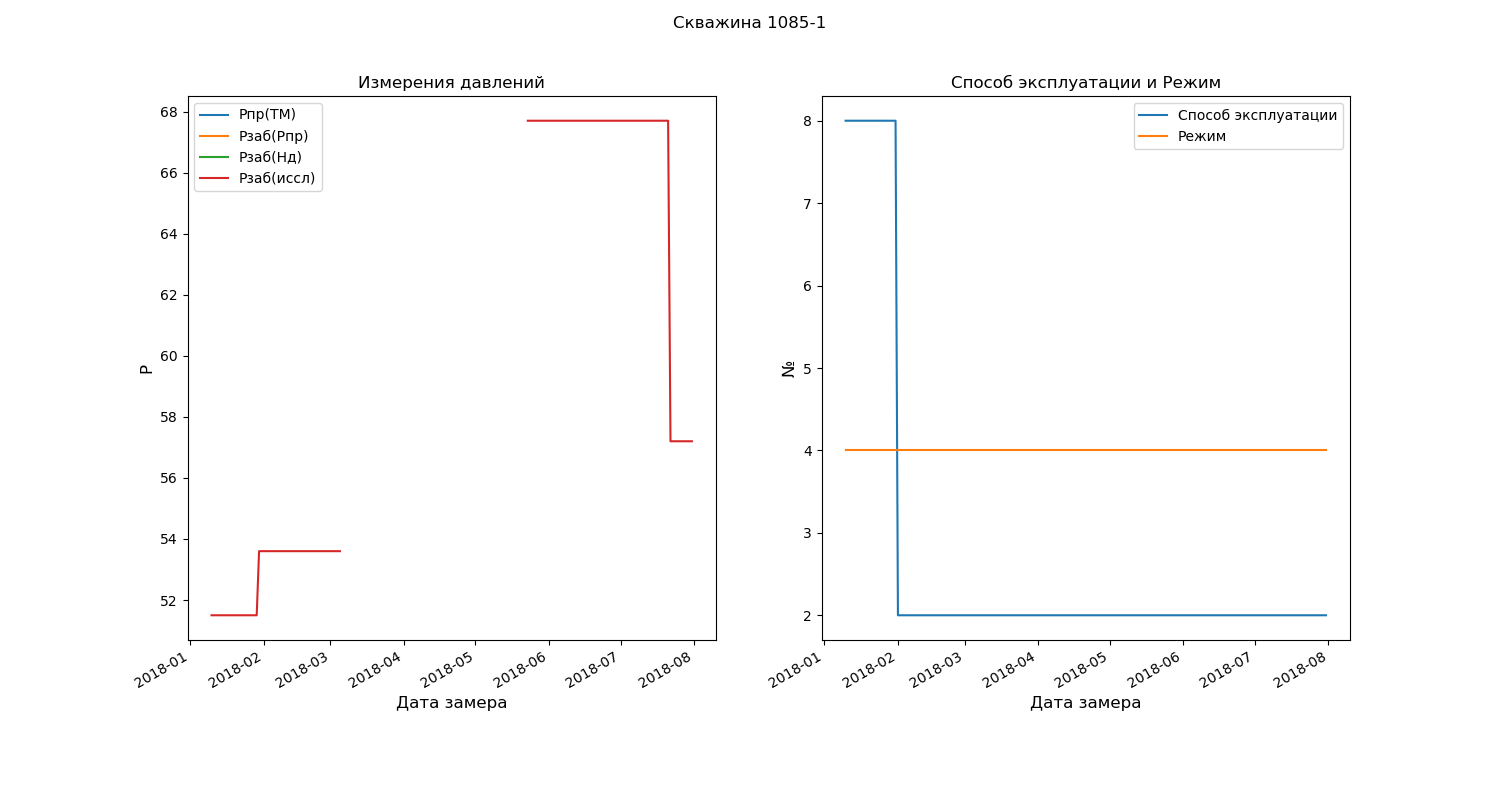 Скважина 1085-1
Измерения давлений
Рпр(ТМ)
Рзаб(Рпр)
Рзаб(Нд)
Рзаб(иссл)
68
66
64
62
60
58
56
54
52
P
2018-01
2018-02
2018-03
2018-04
2018-05
2018-06
2018-07
2018-08
Дата замера
Способ эксплуатации и Режим
Способ эксплуатации
Режим
8
7
6
5
4
3
2
№
2018-01
2018-02
2018-03
2018-04
2018-05
2018-06
2018-07
2018-08
Дата замера